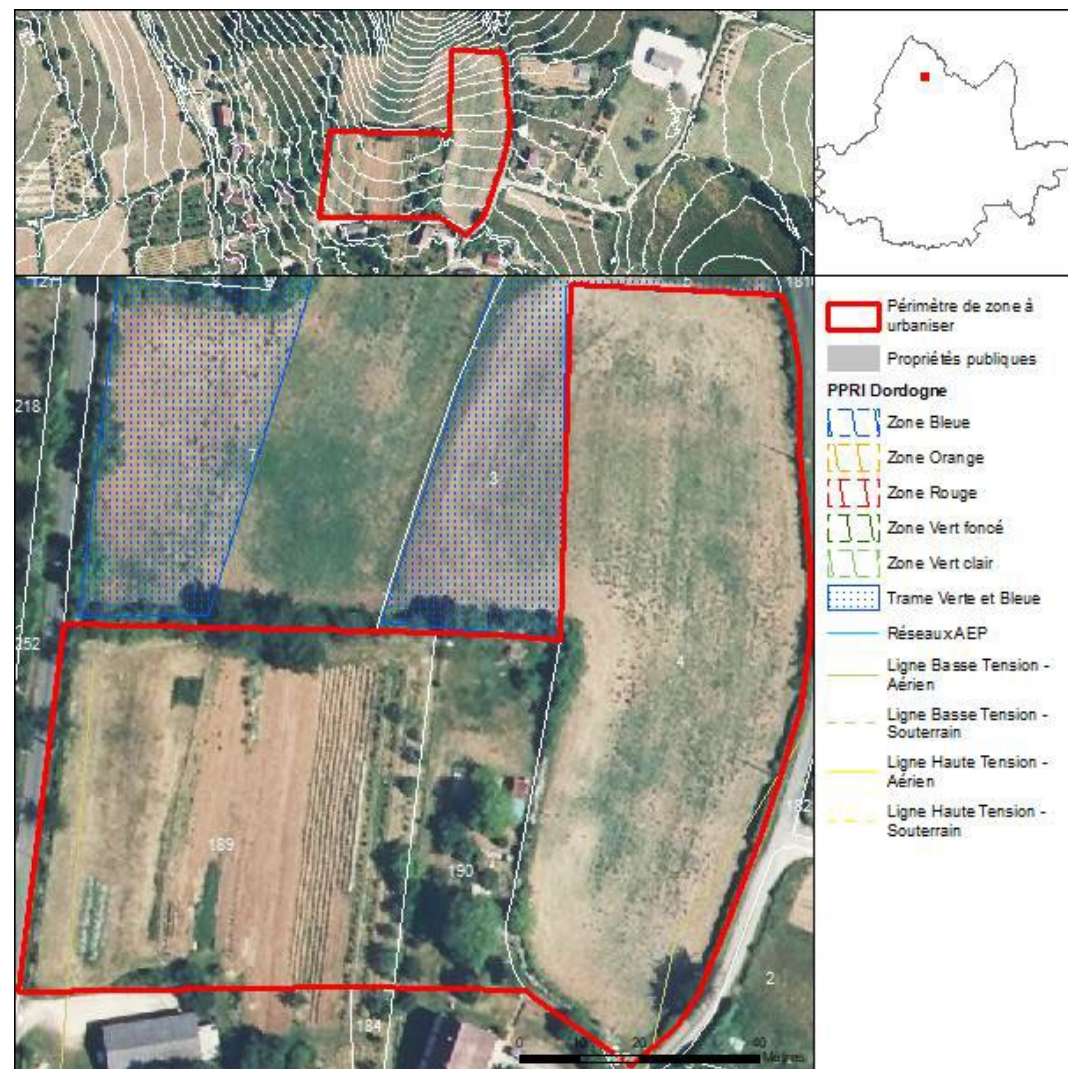 Périmètre de zone à
urbaniser
Propriétés publiques
PPRI Dordogne
Zone Bleue
Zone Orange
Zone Rouge
Zone Vert foncé
Zone Vert clair
Trame Verte et Bleue
Réseaux AEP
Ligne Basse Tension -
Aérien
Ligne Basse Tension -
Souterrain
Ligne Haute Tension -
Aérien
Ligne Haute Tension -
Souterrain
181
218
7
3
252
4
182
189
190
2
184
0 10 20 40
Mètres